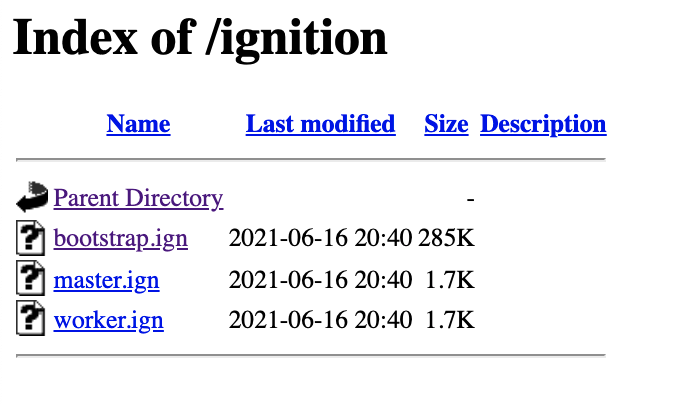 Index of /ignition
Name Last modified Size Description
Parent Directory -
bootstrap.ign 2021-06-16 20:40 285K
master.ign 2021-06-16 20:40 1.7K
worker.ign 2021-06-16 20:40 1.7K